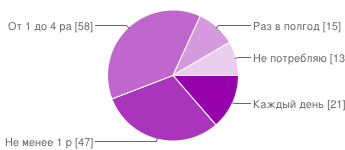 От 1 до 4 ра [58]
Раз в полгод [15]
Не потребляю [13
Каждый день [21]
Не менее 1 р [47]